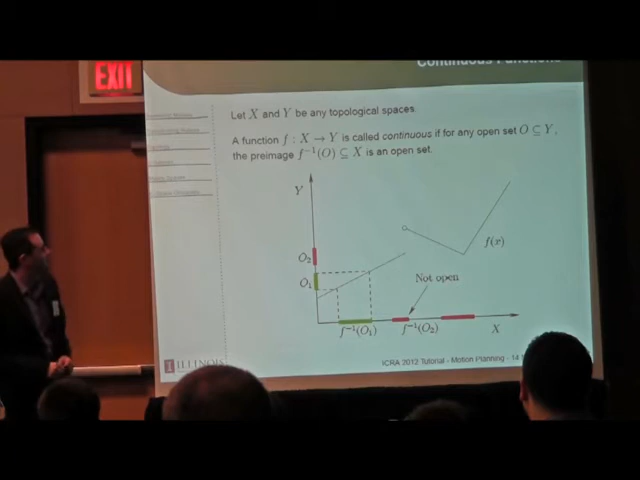 EXIT
Continuous Functions
Let X and Y be any topological spaces.
A function f : X → Y is called continuous if for any open set O ⊆ Y,
the preimage f⁻¹(O) ⊆ X is an open set.
Y
f(x)
O₂
O₁
Not open
f⁻¹(O₁)
f⁻¹(O₂)
X
I ILLINOIS
ICRA 2012 Tutorial - Motion Planning - 14